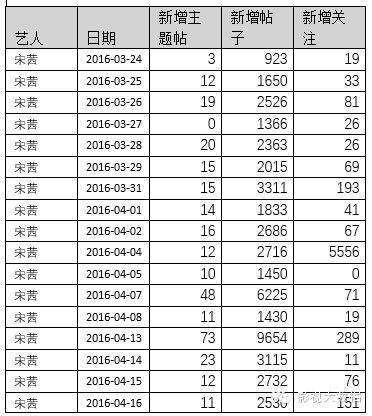 艺人 日期 新增主题帖 新增帖子 新增关注
宋茜 2016-03-24 3 923 19
宋茜 2016-03-25 12 1650 33
宋茜 2016-03-26 19 2526 81
宋茜 2016-03-27 0 1366 26
宋茜 2016-03-28 20 2363 26
宋茜 2016-03-29 15 2015 69
宋茜 2016-03-31 15 3311 193
宋茜 2016-04-01 14 1833 41
宋茜 2016-04-02 16 2686 67
宋茜 2016-04-04 12 2716 5556
宋茜 2016-04-05 10 1450 0
宋茜 2016-04-07 48 6225 71
宋茜 2016-04-08 11 1430 19
宋茜 2016-04-13 73 9654 289
宋茜 2016-04-14 23 3115 11
宋茜 2016-04-15 12 2732 76
宋茜 2016-04-16 11 2530 151
影视大数据